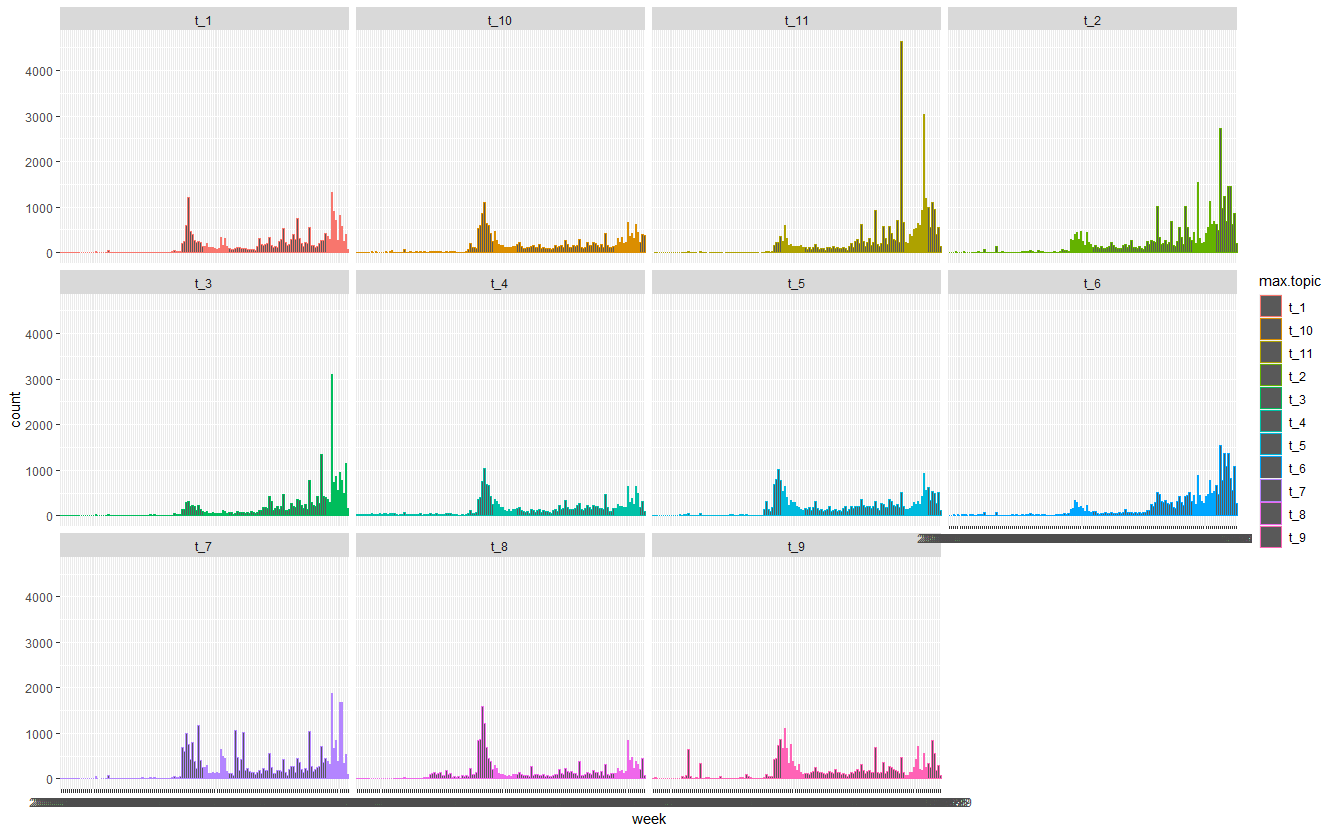 t_1 t_10 t_11 t_2
4000
3000
2000
1000
0
t_3 t_4 t_5 t_6
4000
3000
2000
1000
0
t_7 t_8 t_9
4000
3000
2000
1000
0
count
week
max.topic
t_1
t_10
t_11
t_2
t_3
t_4
t_5
t_6
t_7
t_8
t_9